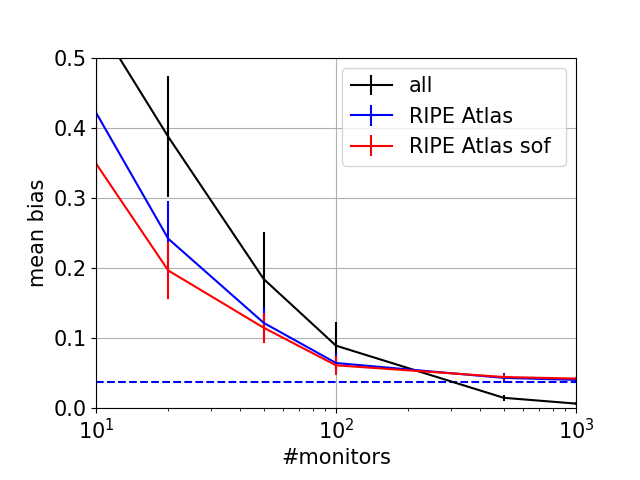 0.5
0.4
0.3
0.2
0.1
0.0
mean bias
all
RIPE Atlas
RIPE Atlas sof
10¹
10²
10³
#monitors